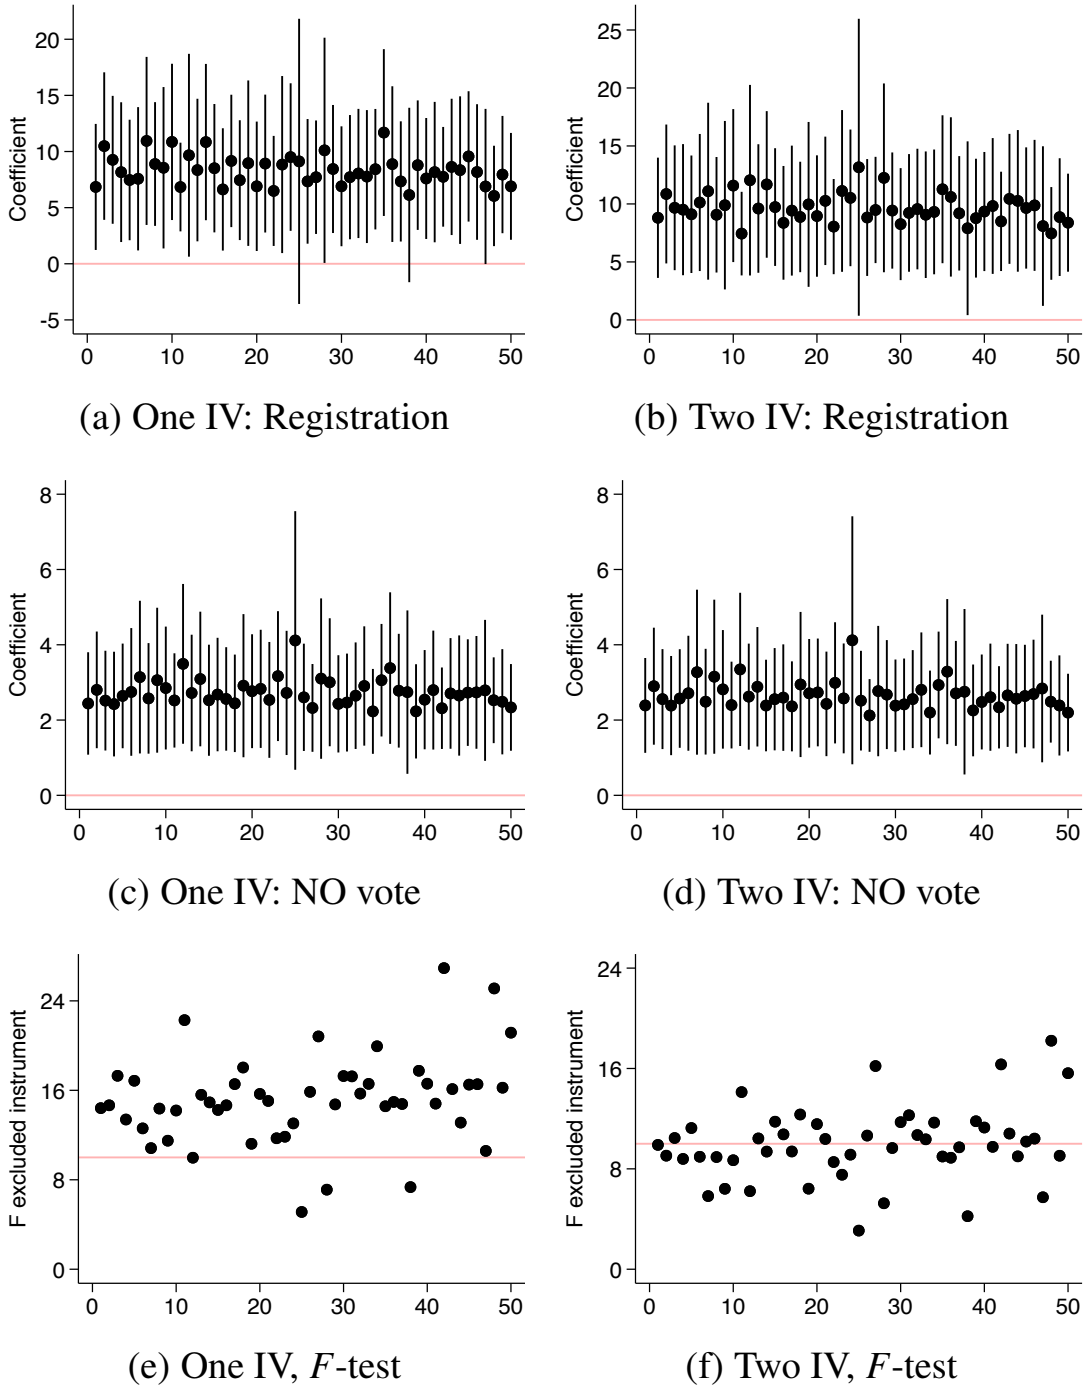 20
15
10
5
0
-5
Coefficient
0 10 20 30 40 50
(a) One IV: Registration
25
20
15
10
5
0
Coefficient
0 10 20 30 40 50
(b) Two IV: Registration
8
6
4
2
0
Coefficient
0 10 20 30 40 50
(c) One IV: NO vote
8
6
4
2
0
Coefficient
0 10 20 30 40 50
(d) Two IV: NO vote
24
16
8
0
F excluded instrument
0 10 20 30 40 50
(e) One IV, F-test
24
16
8
0
F excluded instrument
0 10 20 30 40 50
(f) Two IV, F-test